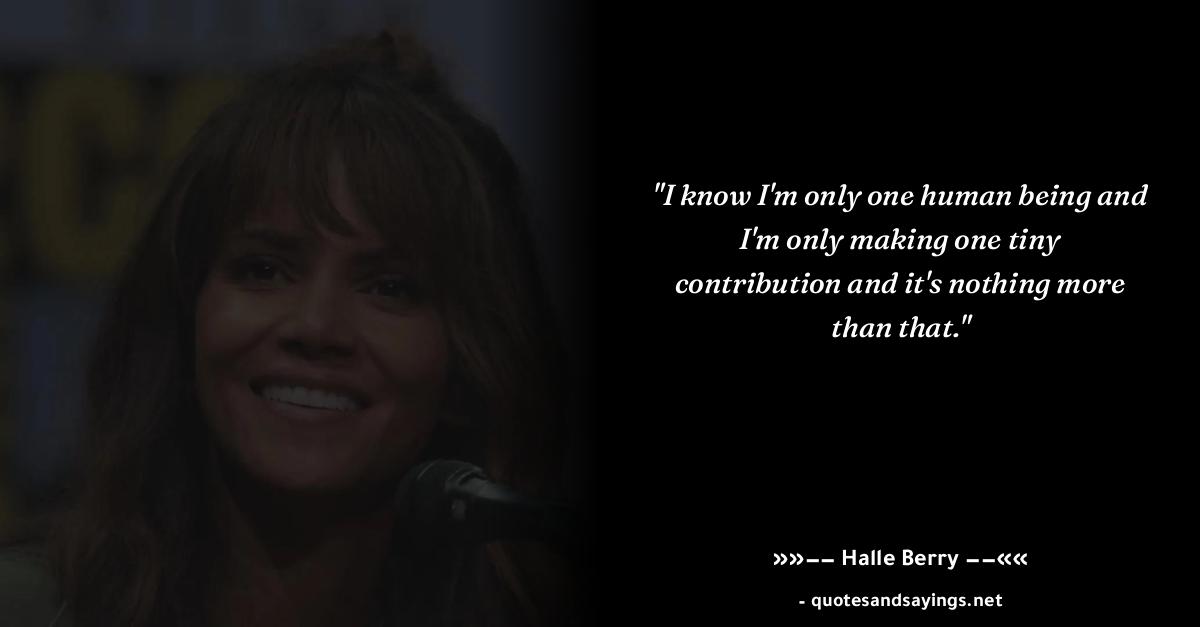 "I know I'm only one human being and
I'm only making one tiny
contribution and it's nothing more
than that."
»»−− Halle Berry −−««
- quotesandsayings.net